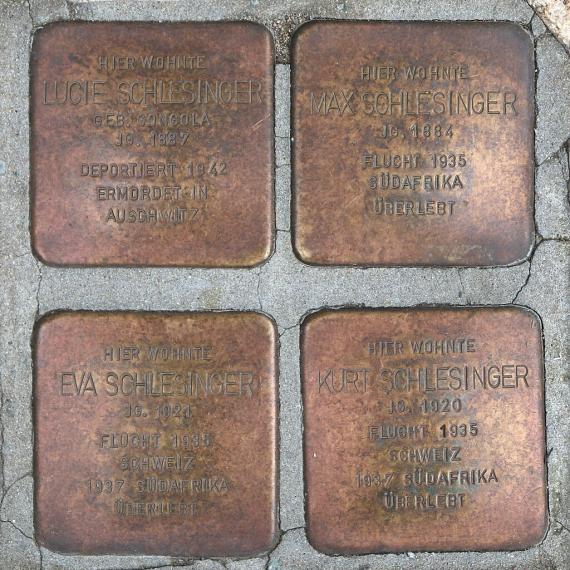 HIER WOHNTE
LUCIE SCHLESINGER
GEB. GONGOLA
JG. 1887
DEPORTIERT 1942
ERMORDET IN
AUSCHWITZ
HIER WOHNTE
MAX SCHLESINGER
JG. 1884
FLUCHT 1935
SÜDAFRIKA
ÜBERLEBT
HIER WOHNTE
EVA SCHLESINGER
JG. 1921
FLUCHT 1935
SCHWEIZ
1937 SÜDAFRIKA
ÜBERLEBT
HIER WOHNTE
KURT SCHLESINGER
JG. 1920
FLUCHT 1935
SCHWEIZ
1937 SÜDAFRIKA
ÜBERLEBT